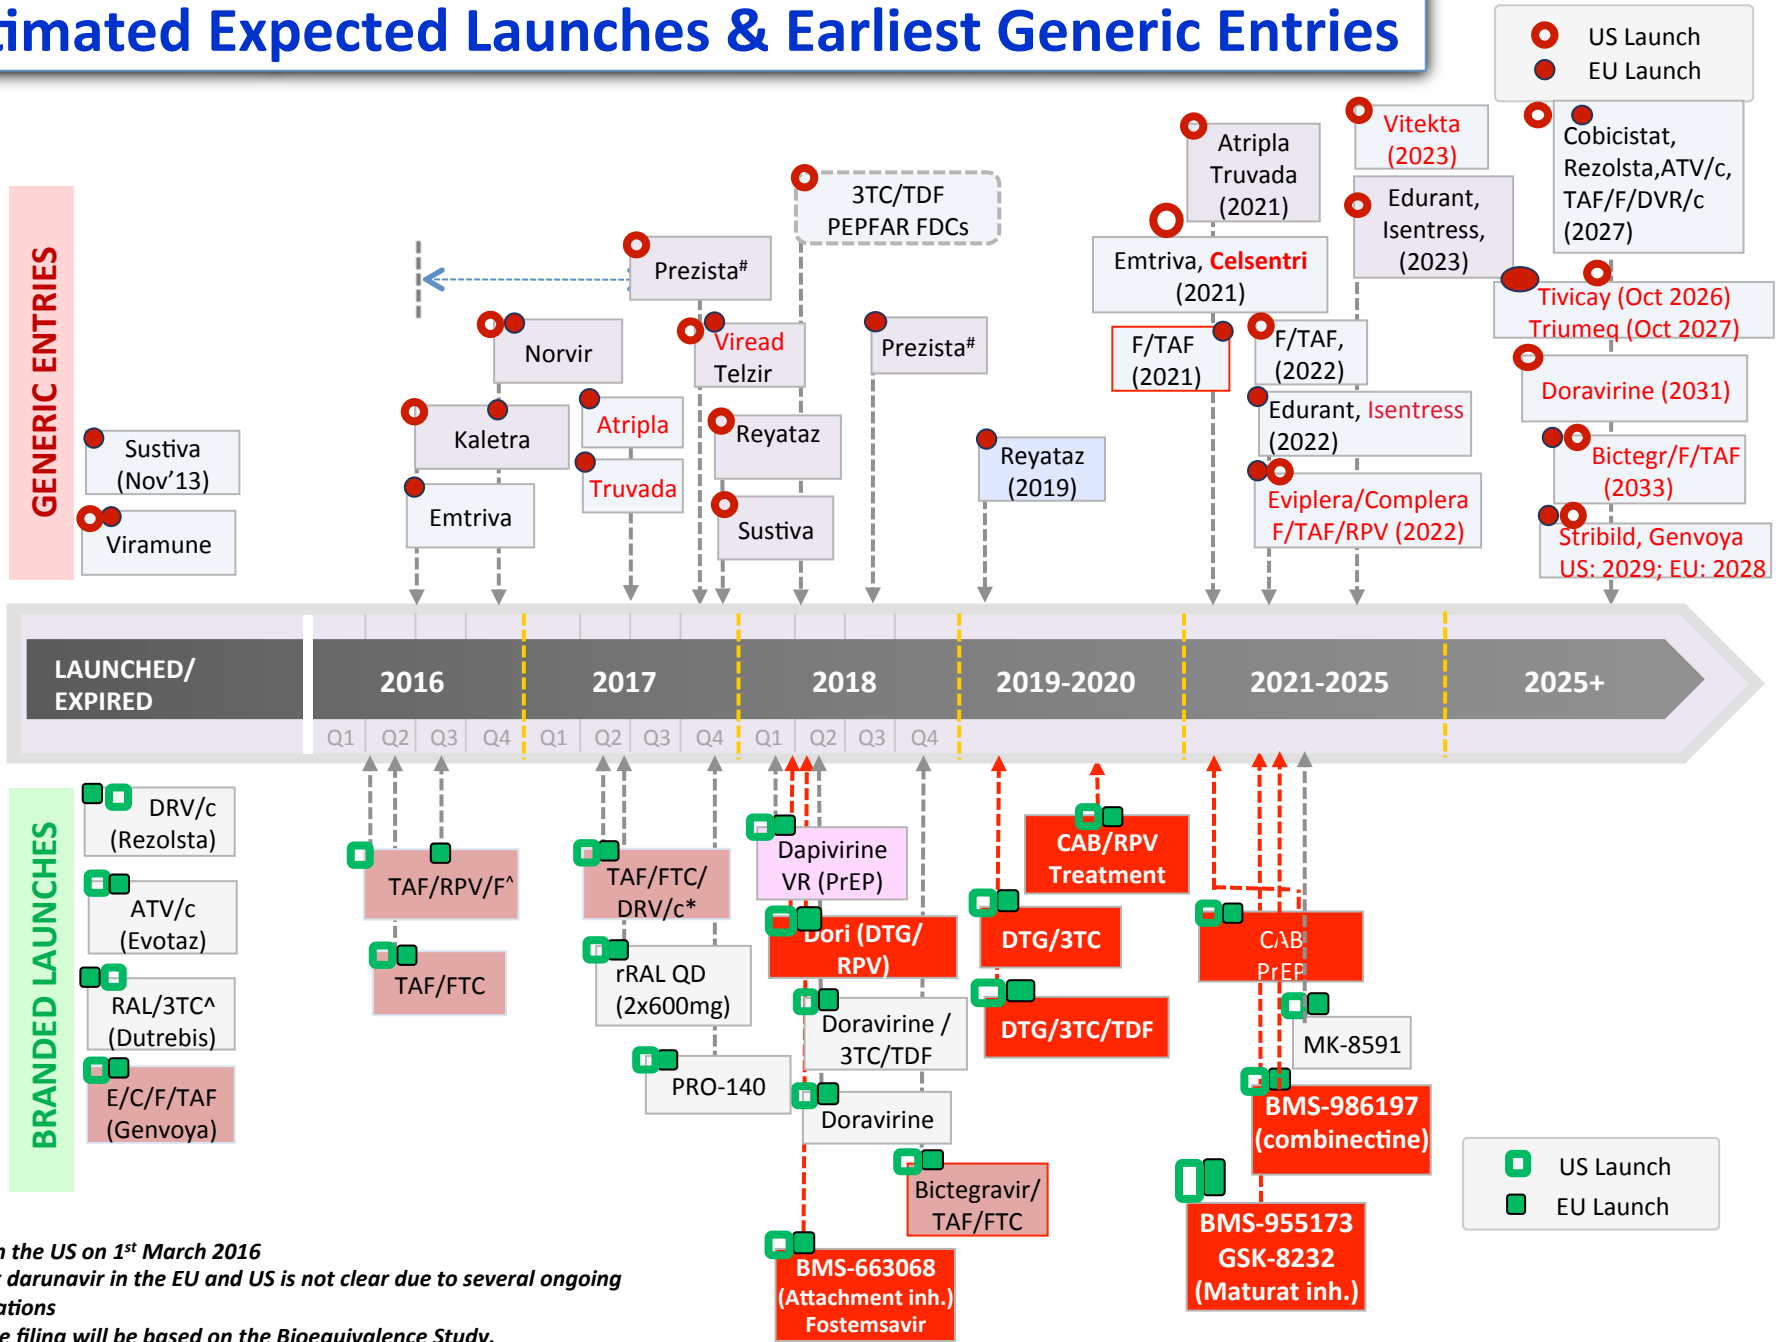 timated Expected Launches & Earliest Generic Entries
US Launch
EU Launch
GENERIC ENTRIES
Sustiva
(Nov’13)
Viramune
Norvir
Kaletra
Emtriva
Prezista#
Atripla
Truvada
Viread
Telzir
Reyataz
Sustiva
3TC/TDF
PEPFAR FDCs
Prezista#
Reyataz
(2019)
Atripla
Truvada
(2021)
Emtriva, Celsentri
(2021)
F/TAF
(2021)
F/TAF,
(2022)
Edurant, Isentress
(2022)
Eviplera/Complera
F/TAF/RPV (2022)
Vitekta
(2023)
Edurant,
Isentress,
(2023)
Cobicistat,
Rezolsta,ATV/c,
TAF/F/DVR/c
(2027)
Tivicay (Oct 2026)
Triumeq (Oct 2027)
Doravirine (2031)
Bictegr/F/TAF
(2033)
Stribild, Genvoya
US: 2029; EU: 2028
LAUNCHED/
EXPIRED
2016
2017
2018
2019-2020
2021-2025
2025+
Q1 Q2 Q3 Q4 Q1 Q2 Q3 Q4 Q1 Q2 Q3 Q4
BRANDED LAUNCHES
DRV/c
(Rezolsta)
ATV/c
(Evotaz)
RAL/3TC^
(Dutrebis)
E/C/F/TAF
(Genvoya)
TAF/RPV/F^
TAF/FTC
TAF/FTC/
DRV/c*
rRAL QD
(2x600mg)
PRO-140
Dapivirine
VR (PrEP)
Dori (DTG/
RPV)
Doravirine /
3TC/TDF
Doravirine
Bictegravir/
TAF/FTC
BMS-663068
(Attachment inh.)
Fostemsavir
CAB/RPV
Treatment
DTG/3TC
DTG/3TC/TDF
CAB
PrEP
MK-8591
BMS-986197
(combinectine)
BMS-955173
GSK-8232
(Maturat inh.)
US Launch
EU Launch
n the US on 1st March 2016
darunavir in the EU and US is not clear due to several ongoing
ations
e filing will be based on the Bioequivalence Study.